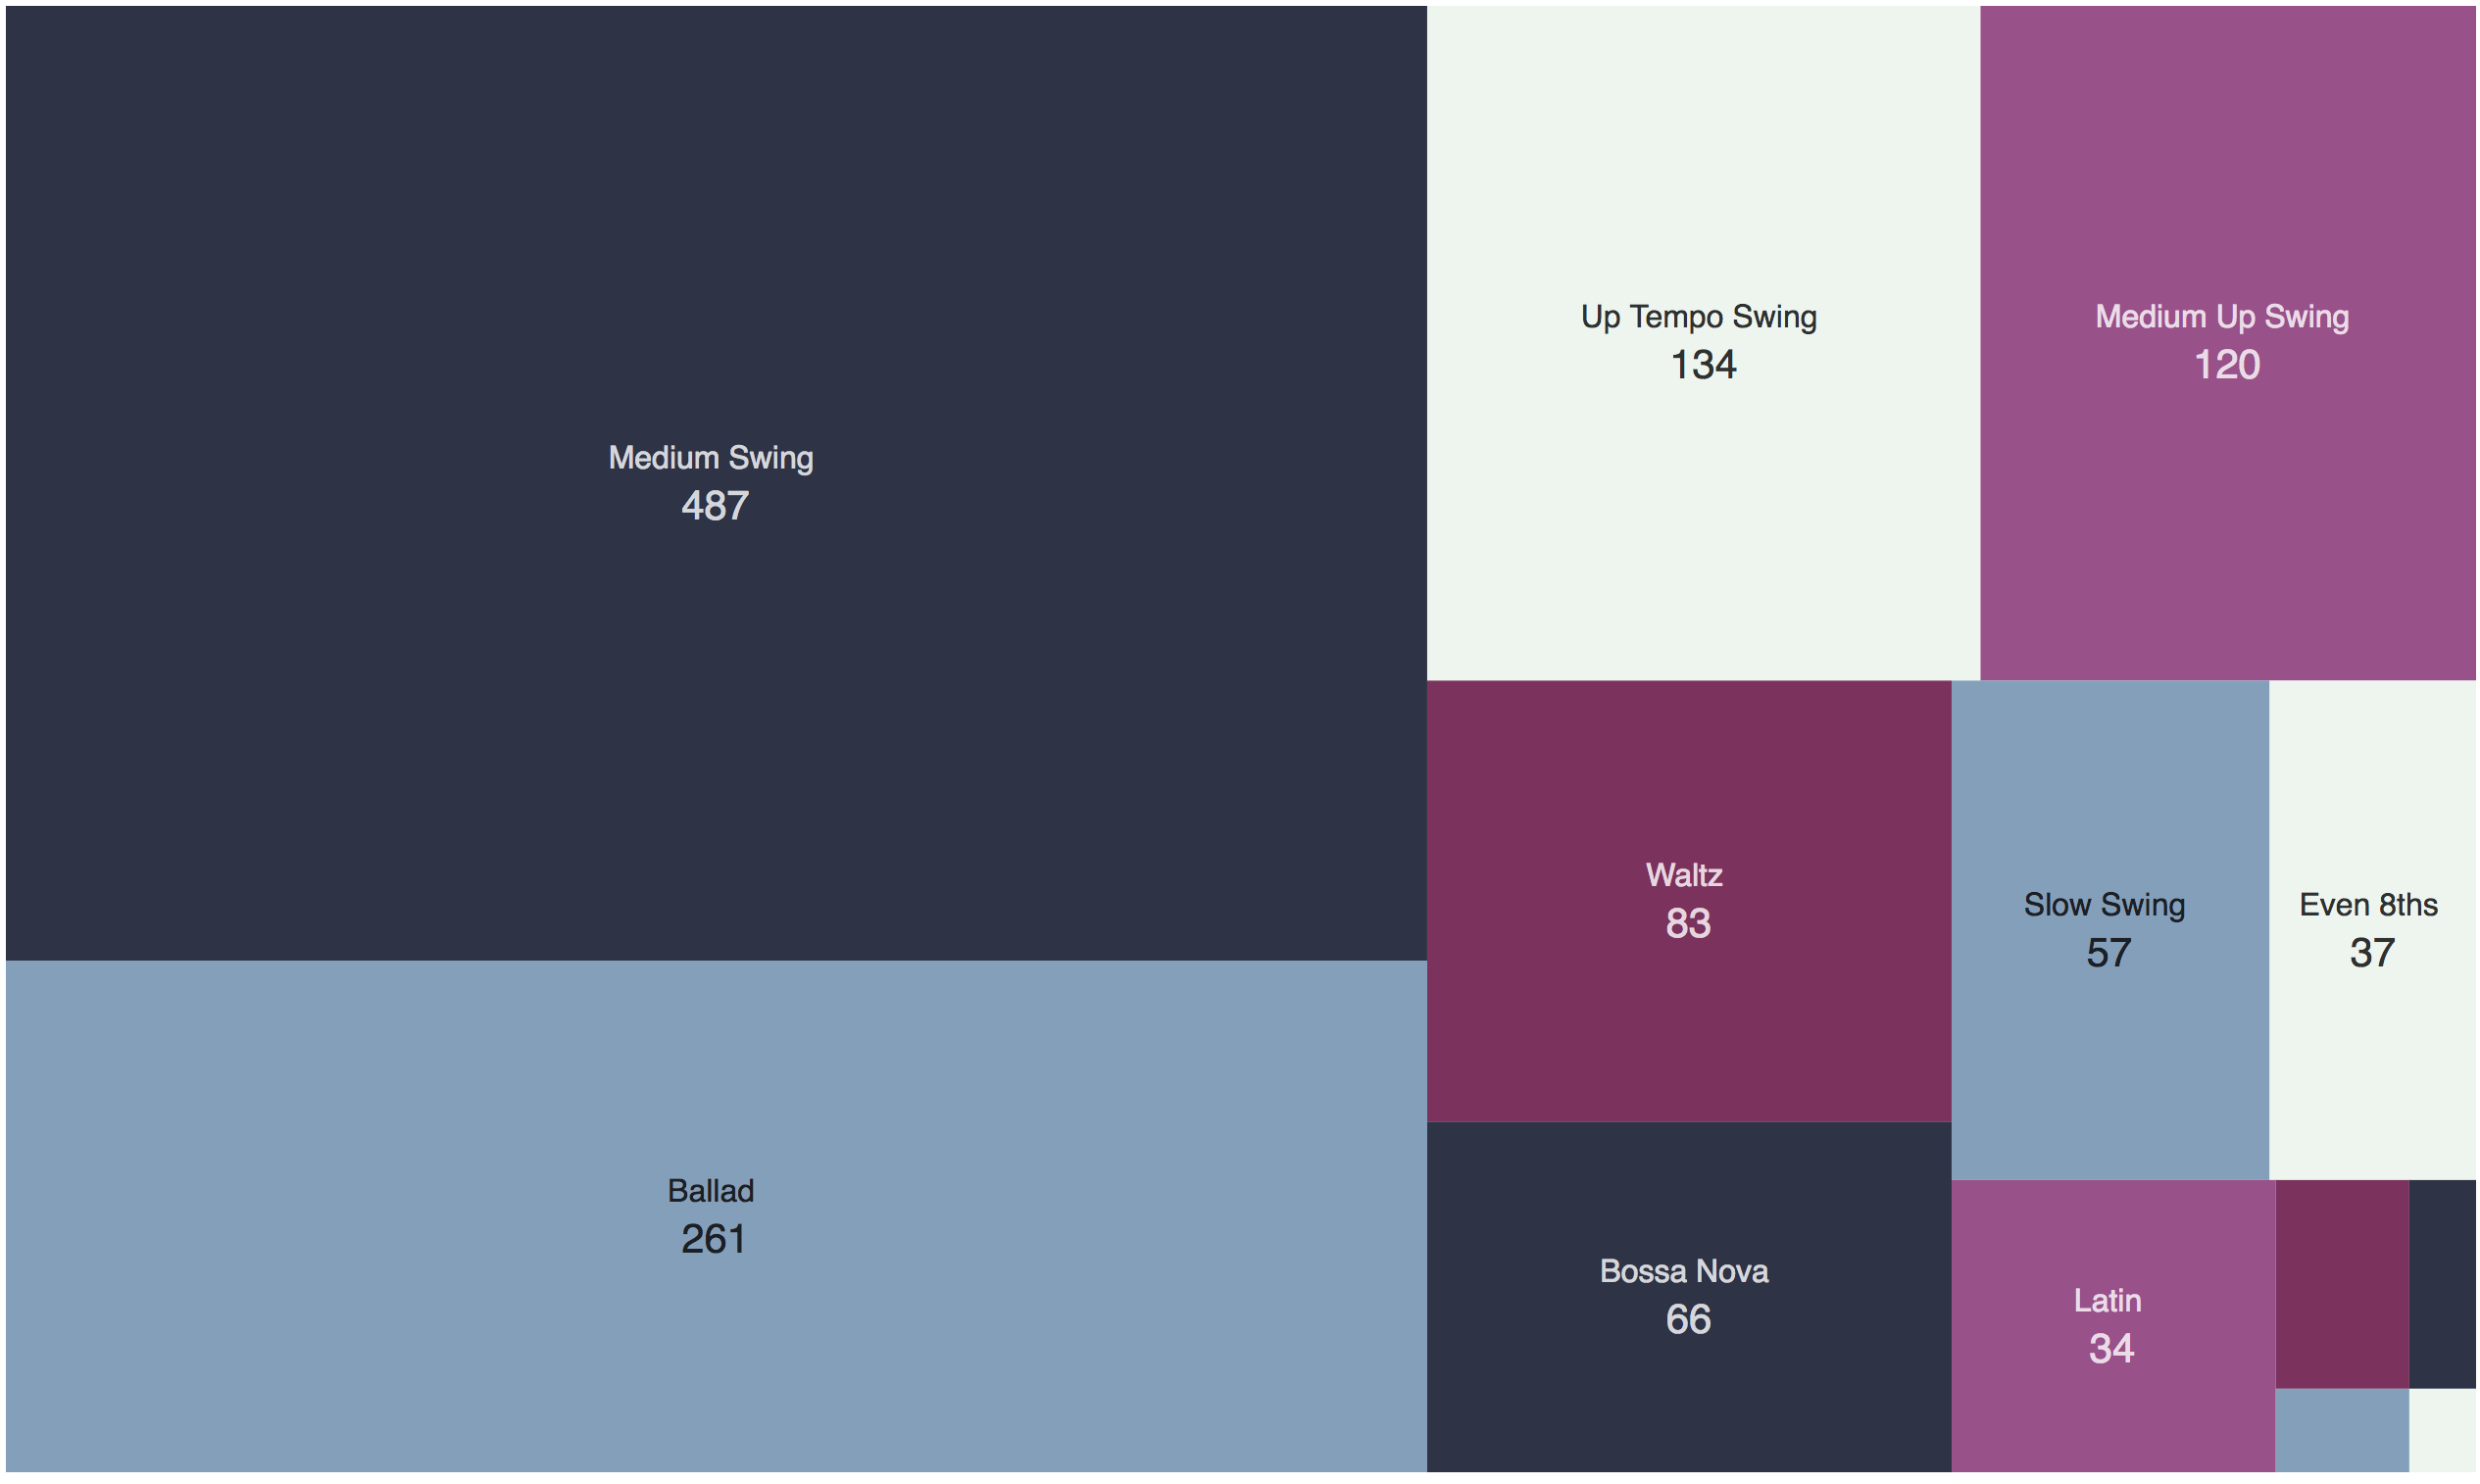 Medium Swing
487
Up Tempo Swing
134
Medium Up Swing
120
Waltz
83
Slow Swing
57
Even 8ths
37
Ballad
261
Bossa Nova
66
Latin
34